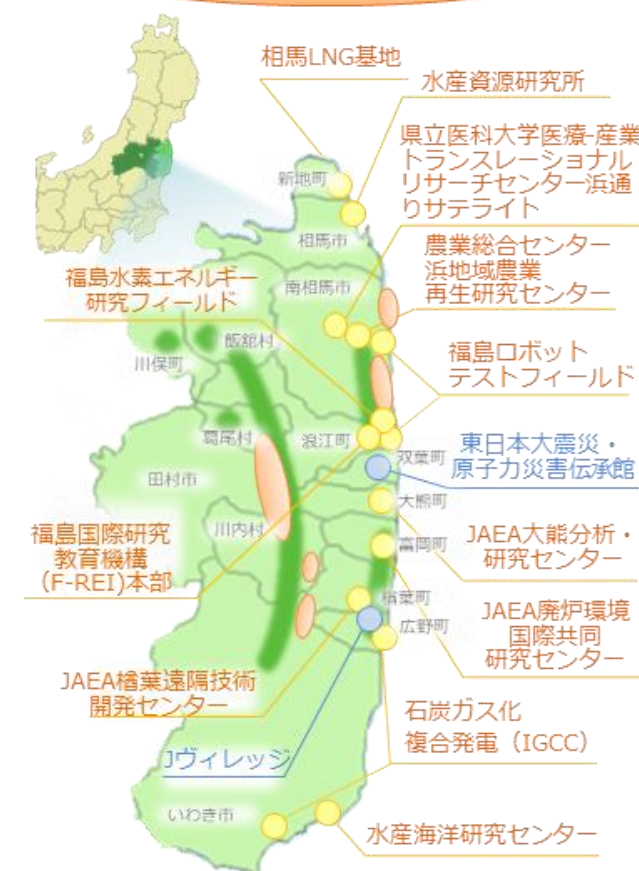 相馬LNG基地
水産資源研究所
県立医科大学医療-産業
トランスレーショナル
リサーチセンター浜通
りサテライト
新地町
相馬市
農業総合センター
浜地域農業
再生研究センター
福島水素エネルギー
研究フィールド
南相馬市
飯舘村
川俣町
福島ロボット
テストフィールド
葛尾村
浪江町
双葉町
東日本大震災・
原子力災害伝承館
田村市
大熊町
川内村
福島国際研究
教育機構
(F-REI)本部
富岡町
JAEA大熊分析・
研究センター
楢葉町
広野町
JAEA廃炉環境
国際共同
研究センター
JAEA楢葉遠隔技術
開発センター
石炭ガス化
複合発電（IGCC）
Jヴィレッジ
いわき市
水産海洋研究センター